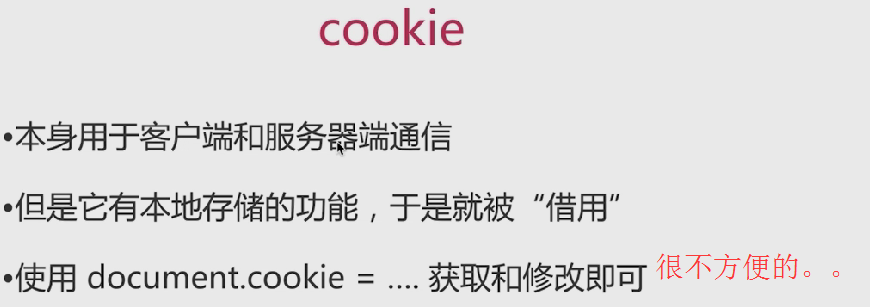 cookie
•本身用于客户端和服务器端通信
•但是它有本地存储的功能，于是就被“借用“
•使用 document.cookie = .... 获取和修改即可 很不方便的。。